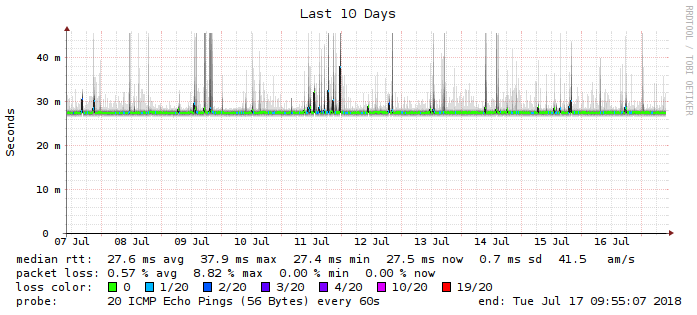 Last 10 Days
RRDTOOL / TOBI OETIKER
Seconds
40 m
30 m
20 m
10 m
0
07 Jul 08 Jul 09 Jul 10 Jul 11 Jul 12 Jul 13 Jul 14 Jul 15 Jul 16 Jul
median rtt: 27.6 ms avg 37.9 ms max 27.4 ms min 27.5 ms now 0.7 ms sd 41.5 am/s
packet loss: 0.57 % avg 8.82 % max 0.00 % min 0.00 % now
loss color: 0 1/20 2/20 3/20 4/20 10/20 19/20
probe: 20 ICMP Echo Pings (56 Bytes) every 60s end: Tue Jul 17 09:55:07 2018